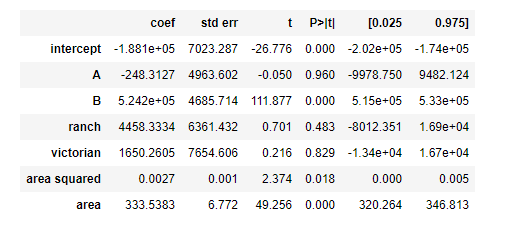 coef std err t P>|t| [0.025 0.975]
intercept -1.881e+05 7023.287 -26.776 0.000 -2.02e+05 -1.74e+05
A -248.3127 4963.602 -0.050 0.960 -9978.750 9482.124
B 5.242e+05 4685.714 111.877 0.000 5.15e+05 5.33e+05
ranch 4458.3334 6361.432 0.701 0.483 -8012.351 1.69e+04
victorian 1650.2605 7654.606 0.216 0.829 -1.34e+04 1.67e+04
area squared 0.0027 0.001 2.374 0.018 0.000 0.005
area 333.5383 6.772 49.256 0.000 320.264 346.813